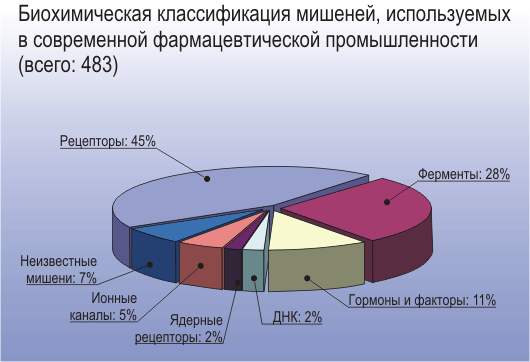 Биохимическая классификация мишеней, используемых
в современной фармацевтической промышленности
(всего: 483)
Рецепторы: 45%
Ферменты: 28%
Неизвестные
мишени: 7%
Ионные
каналы: 5%
Ядерные
рецепторы: 2%
ДНК: 2%
Гормоны и факторы: 11%